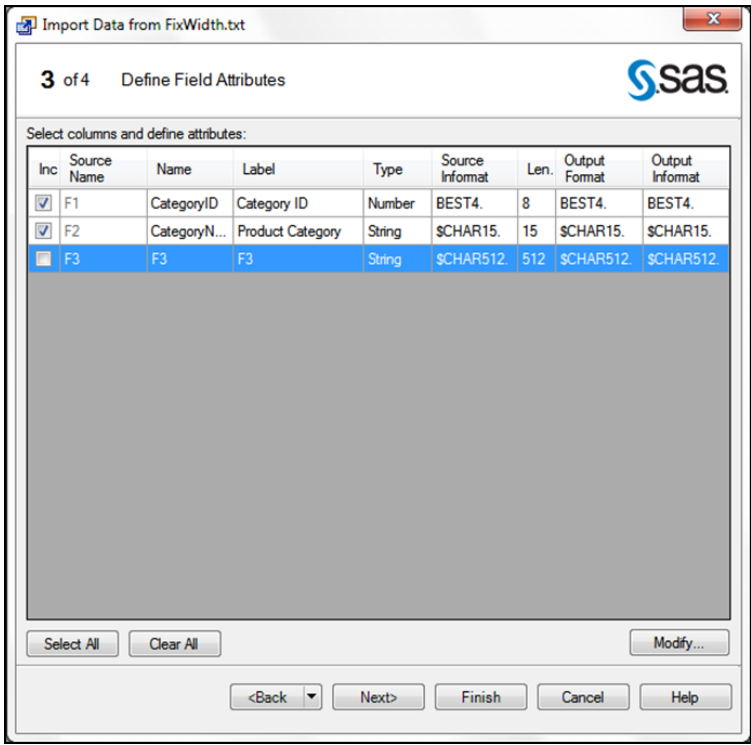 Import Data from FixWidth.txt
3 of 4 Define Field Attributes
sas
Select columns and define attributes:
Inc Source Name Name Label Type Source Informat Len. Output Format Output Informat
F1 CategoryID Category ID Number BEST4. 8 BEST4. BEST4.
F2 CategoryN... Product Category String $CHAR15. 15 $CHAR15. $CHAR15.
F3 F3 F3 String $CHAR512. 512 $CHAR512. $CHAR512.
Select All Clear All Modify...
<Back Next> Finish Cancel Help